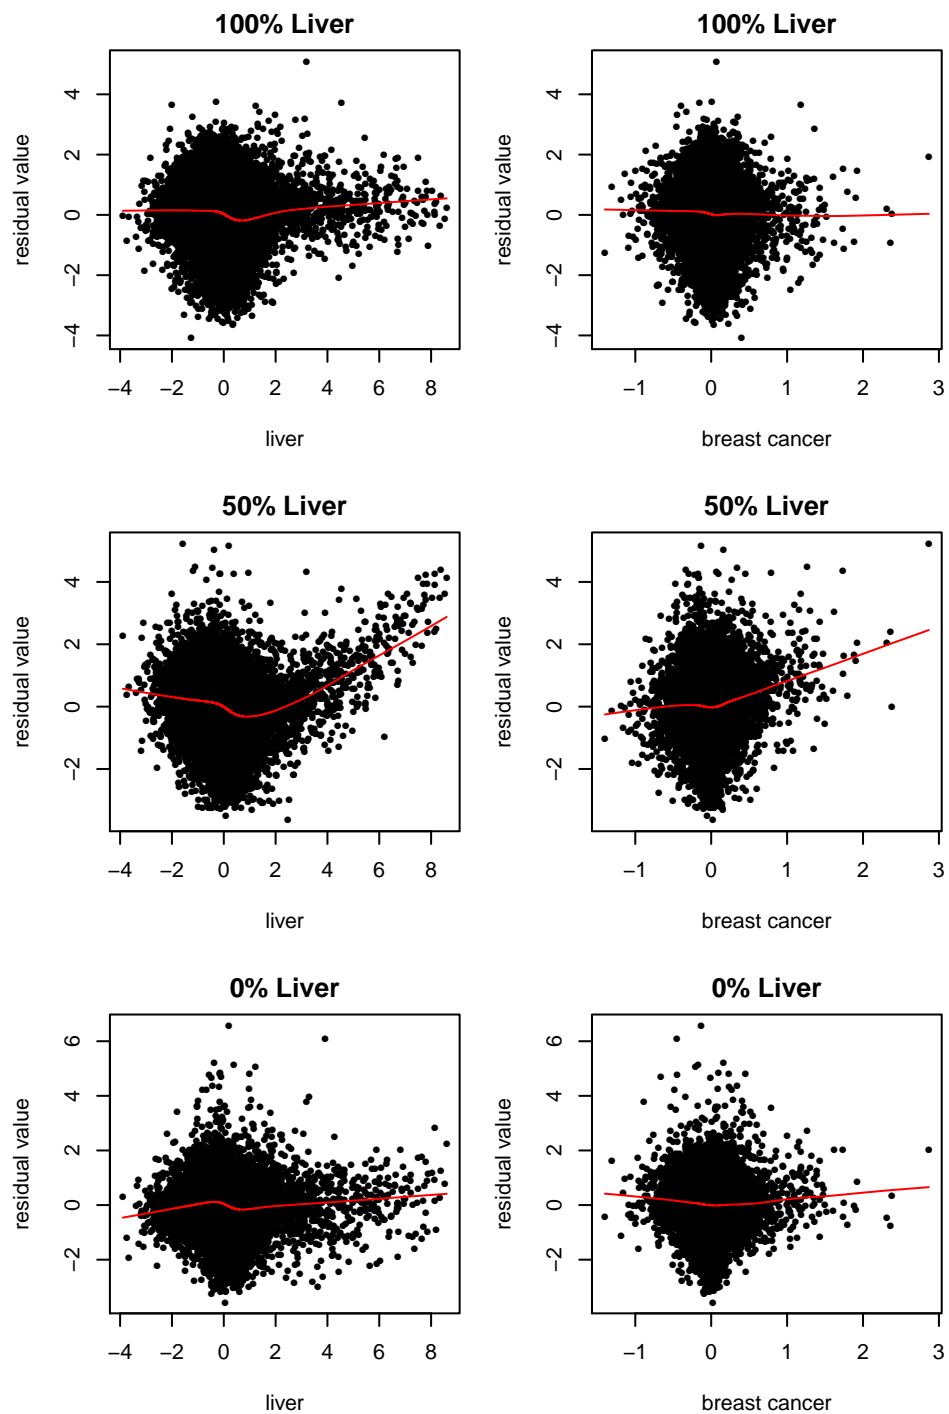 100% Liver
100% Liver
residual value
4
2
0
−2
−4
residual value
4
2
0
−2
−4
−4 −2 0 2 4 6 8
−1 0 1 2 3
liver
breast cancer
50% Liver
50% Liver
residual value
4
2
0
−2
residual value
4
2
0
−2
−4 −2 0 2 4 6 8
−1 0 1 2 3
liver
breast cancer
0% Liver
0% Liver
residual value
6
4
2
0
−2
residual value
6
4
2
0
−2
−4 −2 0 2 4 6 8
−1 0 1 2 3
liver
breast cancer